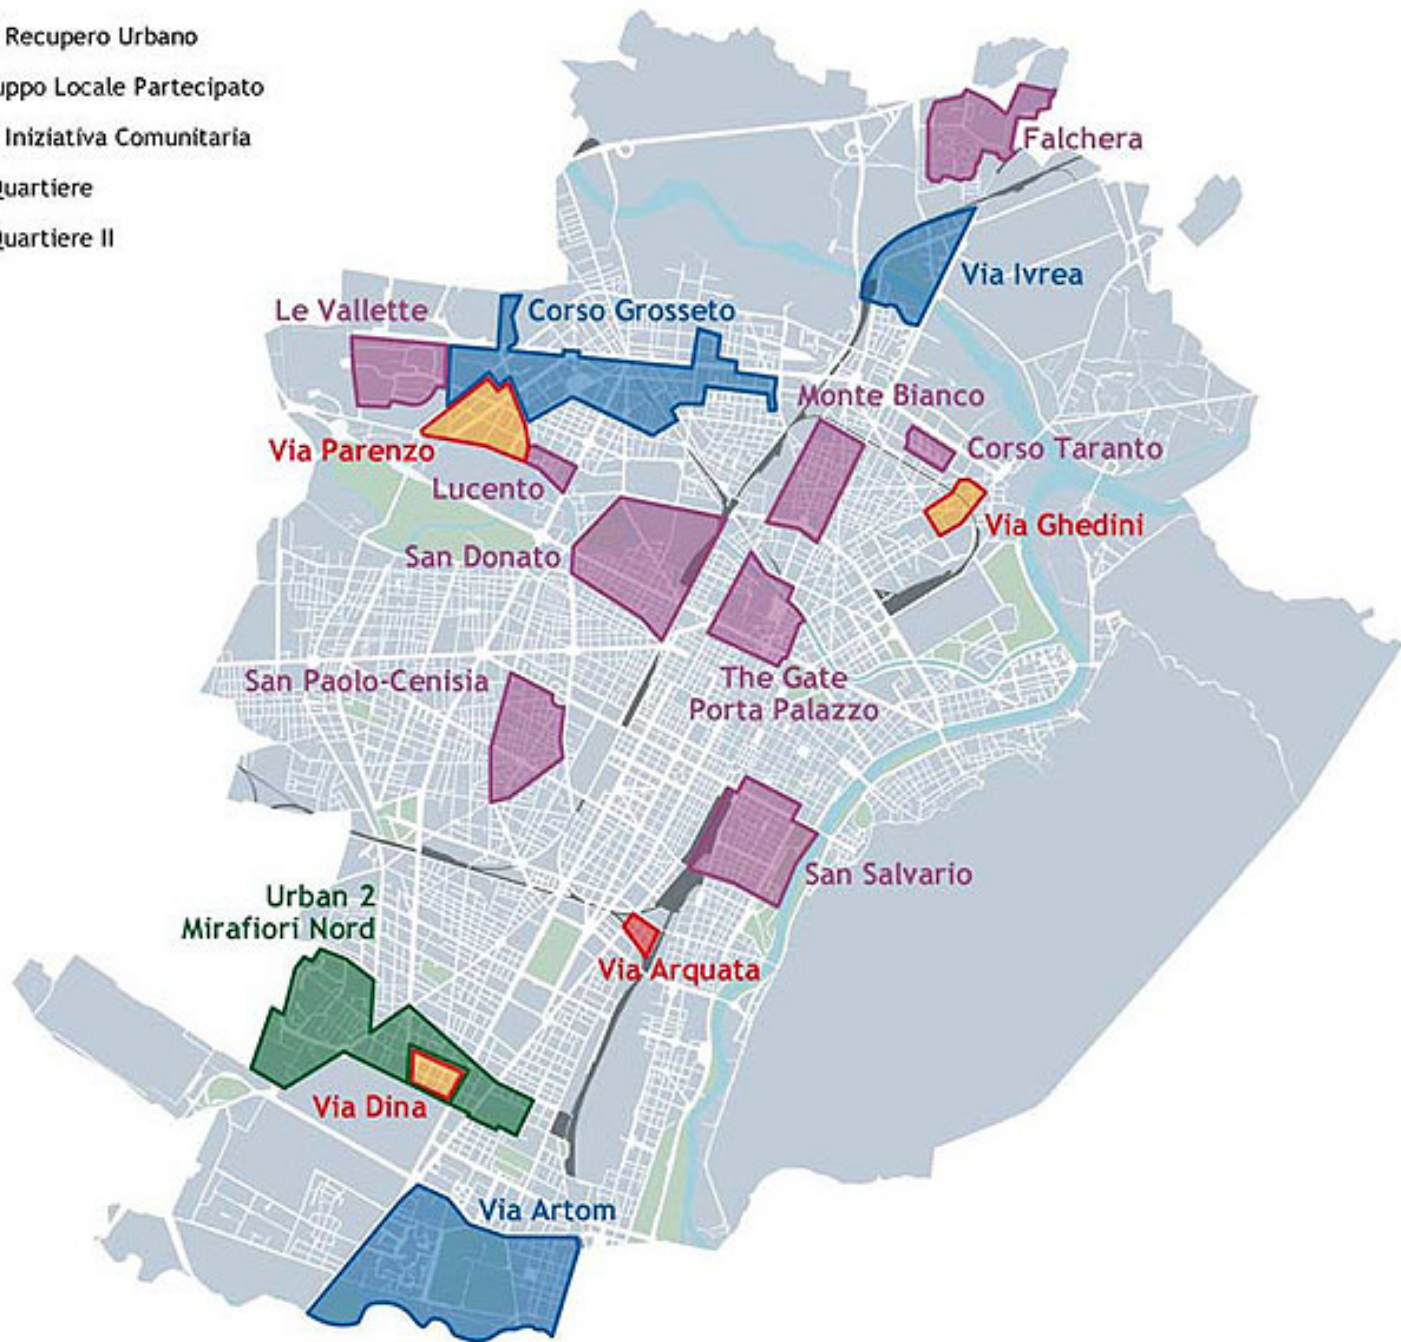 Recupero Urbano
uppo Locale Partecipato
Iniziativa Comunitaria
Quartiere
Quartiere II
Falchera
Via Ivrea
Le Vallette
Corso Grosseto
Monte Bianco
Via Parenzo
Corso Taranto
Lucento
Via Ghedini
San Donato
San Paolo-Cenisia
The Gate
Porta Palazzo
San Salvario
Urban 2
Mirafiori Nord
Via Arquata
Via Dina
Via Artom